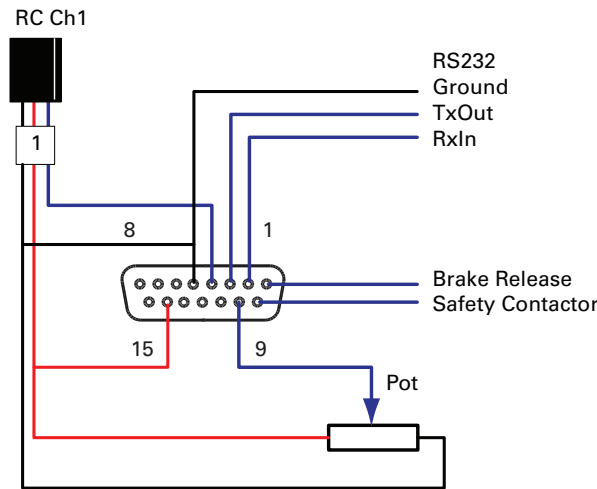 RC Ch1
RS232
Ground
TxOut
RxIn
1
8
1
Brake Release
Safety Contactor
15
9
Pot